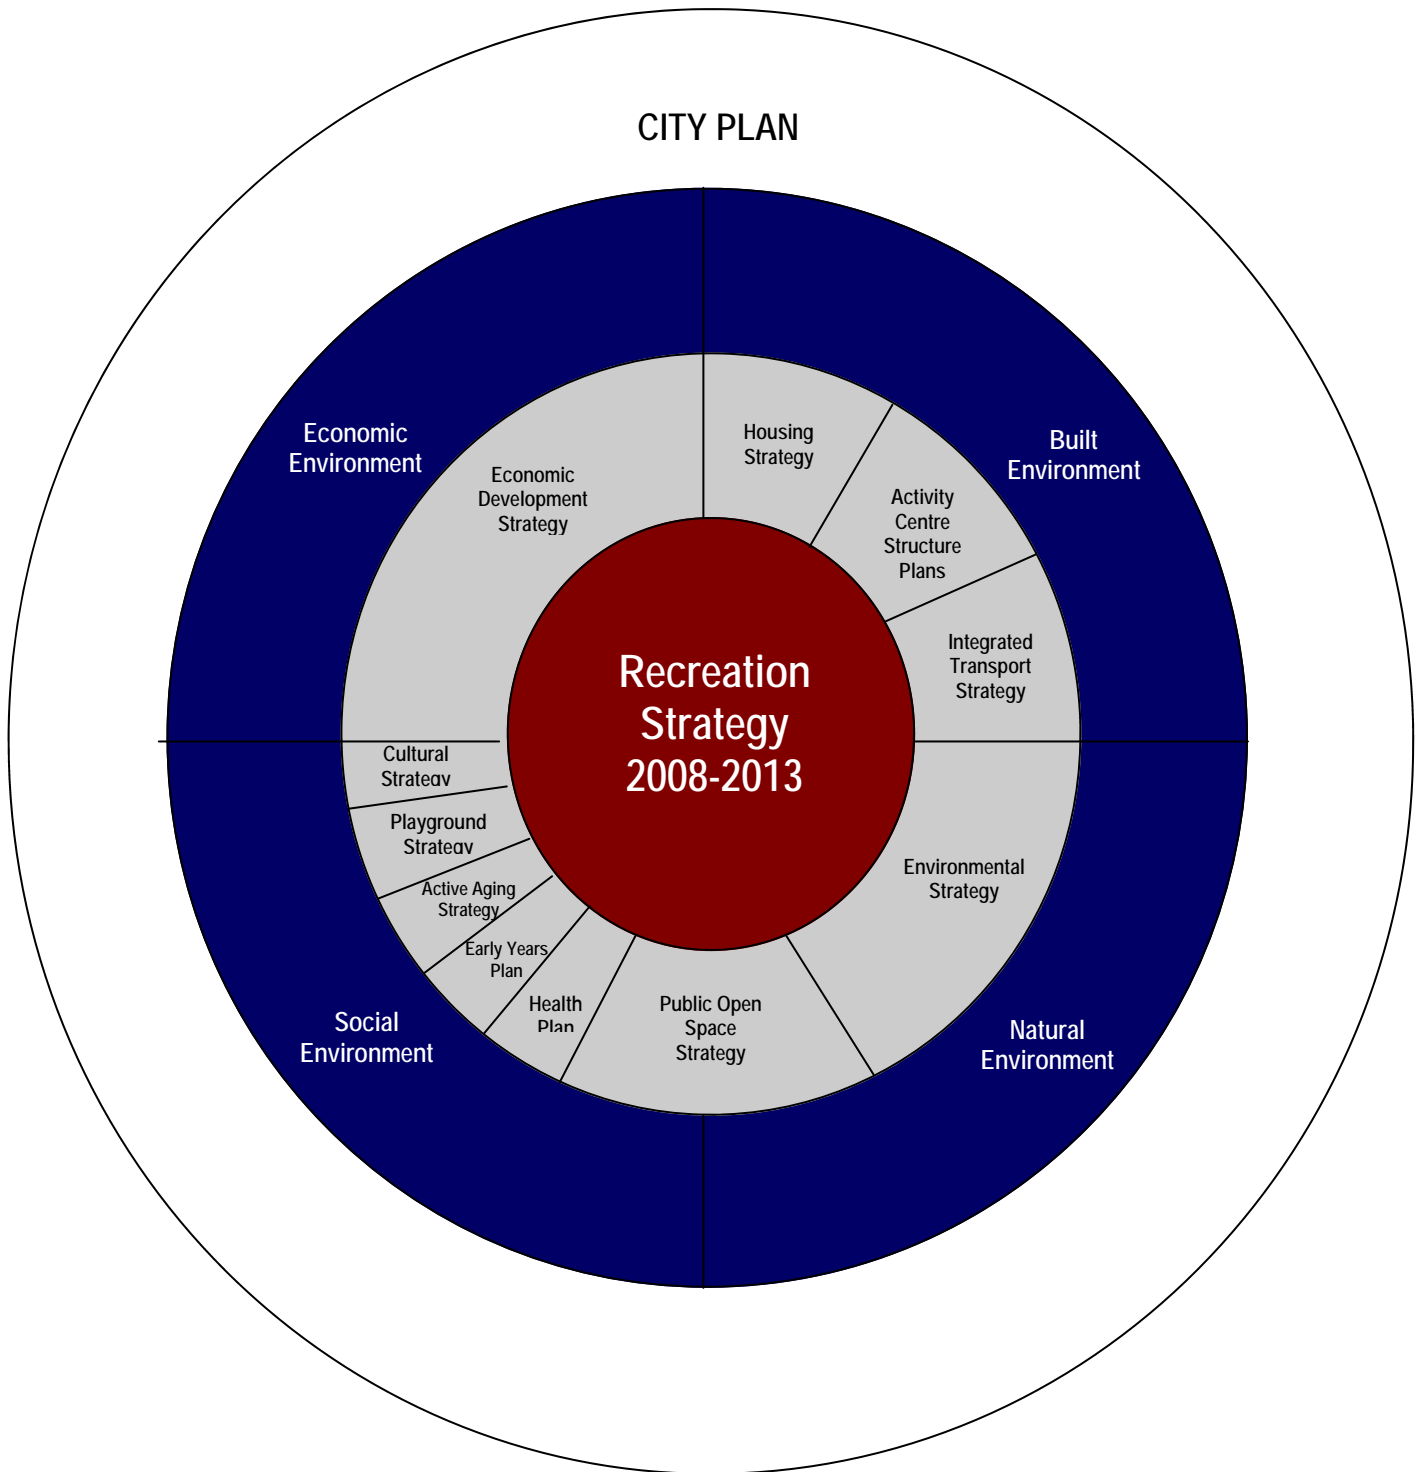 CITY PLAN
Economic
Environment
Built
Environment
Housing
Strategy
Economic
Development
Strategy
Activity
Centre
Structure
Plans
Integrated
Transport
Strategy
Recreation
Strategy
2008-2013
Cultural
Strategy
Playground
Strategy
Active Aging
Strategy
Early Years
Plan
Health
Plan
Public Open
Space
Strategy
Environmental
Strategy
Social
Environment
Natural
Environment